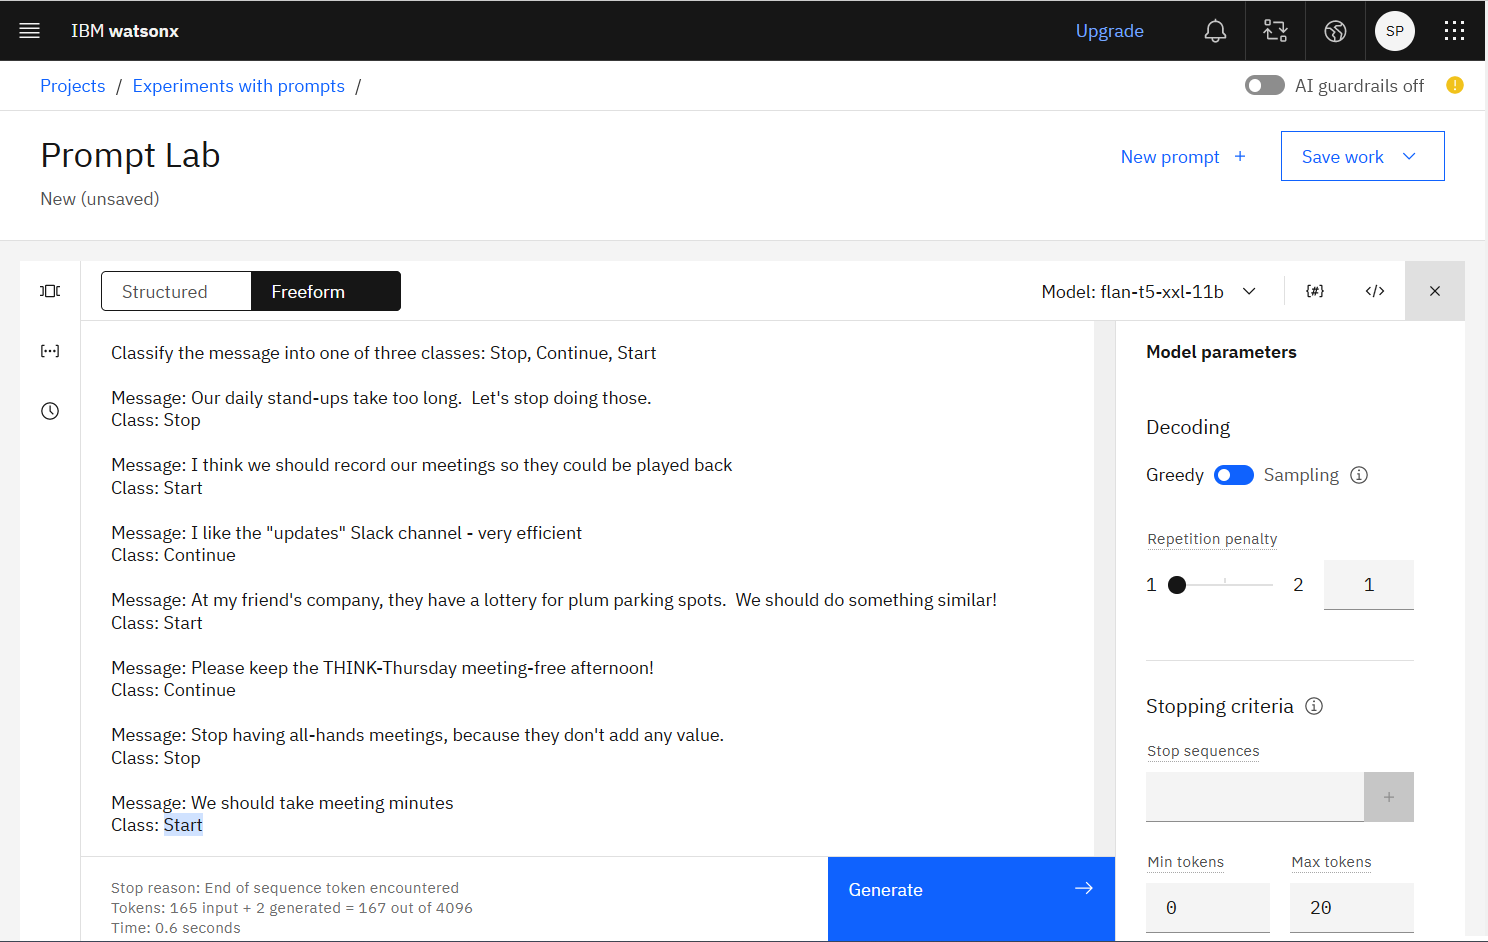 IBM watsonx
Upgrade
SP
Projects / Experiments with prompts /
AI guardrails off
Prompt Lab
New prompt +
Save work
New (unsaved)
Structured
Freeform
Model: flan-t5-xxl-11b
{#}
</>
Classify the message into one of three classes: Stop, Continue, Start
Message: Our daily stand-ups take too long.  Let's stop doing those.
Class: Stop
Message: I think we should record our meetings so they could be played back
Class: Start
Message: I like the "updates" Slack channel - very efficient
Class: Continue
Message: At my friend's company, they have a lottery for plum parking spots.  We should do something similar!
Class: Start
Message: Please keep the THINK-Thursday meeting-free afternoon!
Class: Continue
Message: Stop having all-hands meetings, because they don't add any value.
Class: Stop
Message: We should take meeting minutes
Class: Start
Stop reason: End of sequence token encountered
Tokens: 165 input + 2 generated = 167 out of 4096
Time: 0.6 seconds
Generate
Model parameters
Decoding
Greedy
Sampling
Repetition penalty
1
2
1
Stopping criteria
Stop sequences
+
Min tokens
Max tokens
0
20